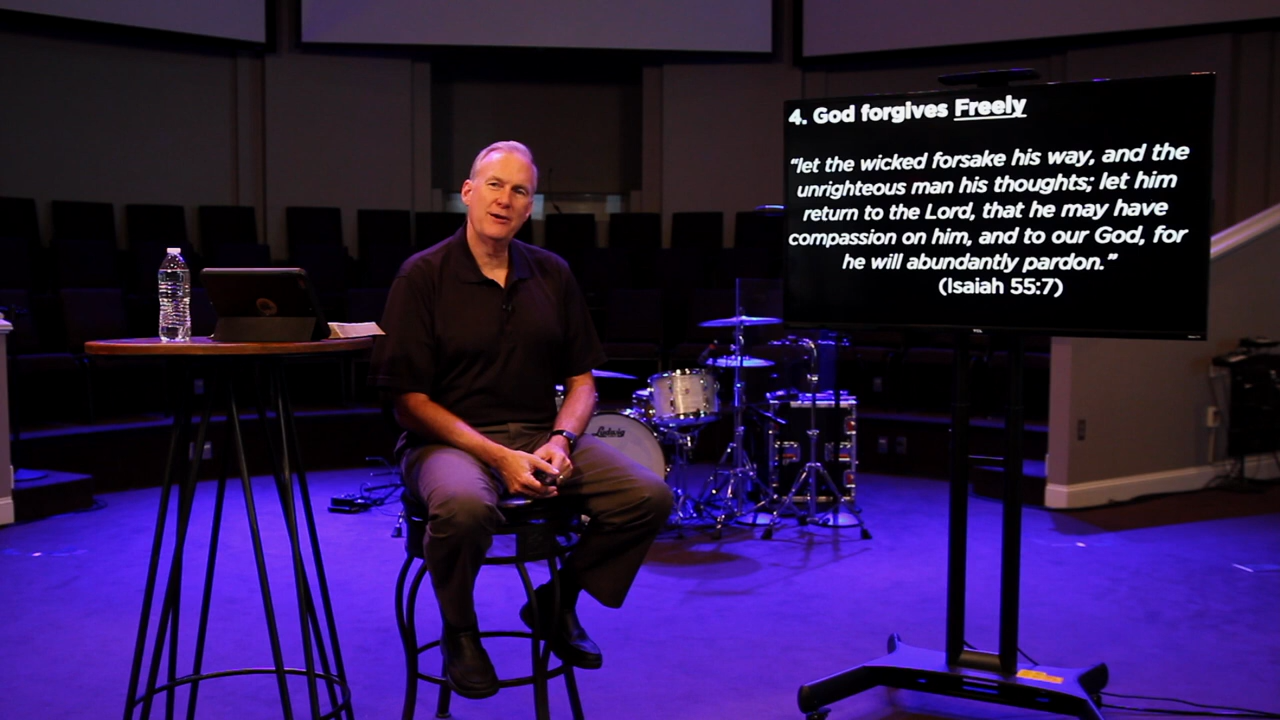 4. God forgives Freely
“let the wicked forsake his way, and the
unrighteous man his thoughts; let him
return to the Lord, that he may have
compassion on him, and to our God, for
he will abundantly pardon.”
(Isaiah 55:7)
Ludwig